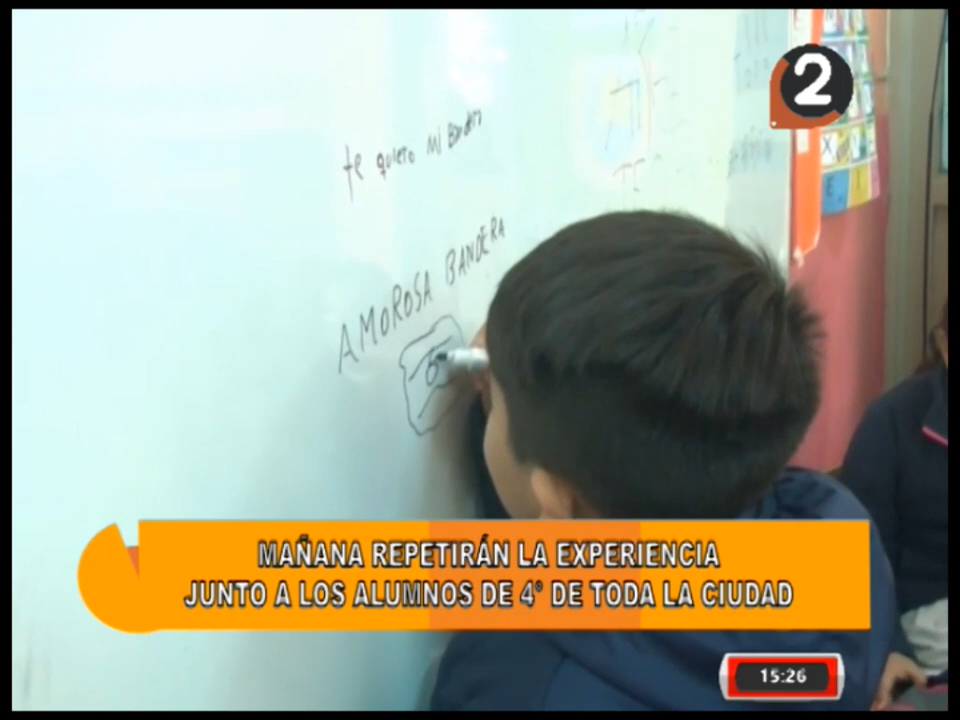 2
te quiero mi Bandera
AMOROSA BANDERA
X
E
MAÑANA REPETIRÁN LA EXPERIENCIA
JUNTO A LOS ALUMNOS DE 4° DE TODA LA CIUDAD
15:26